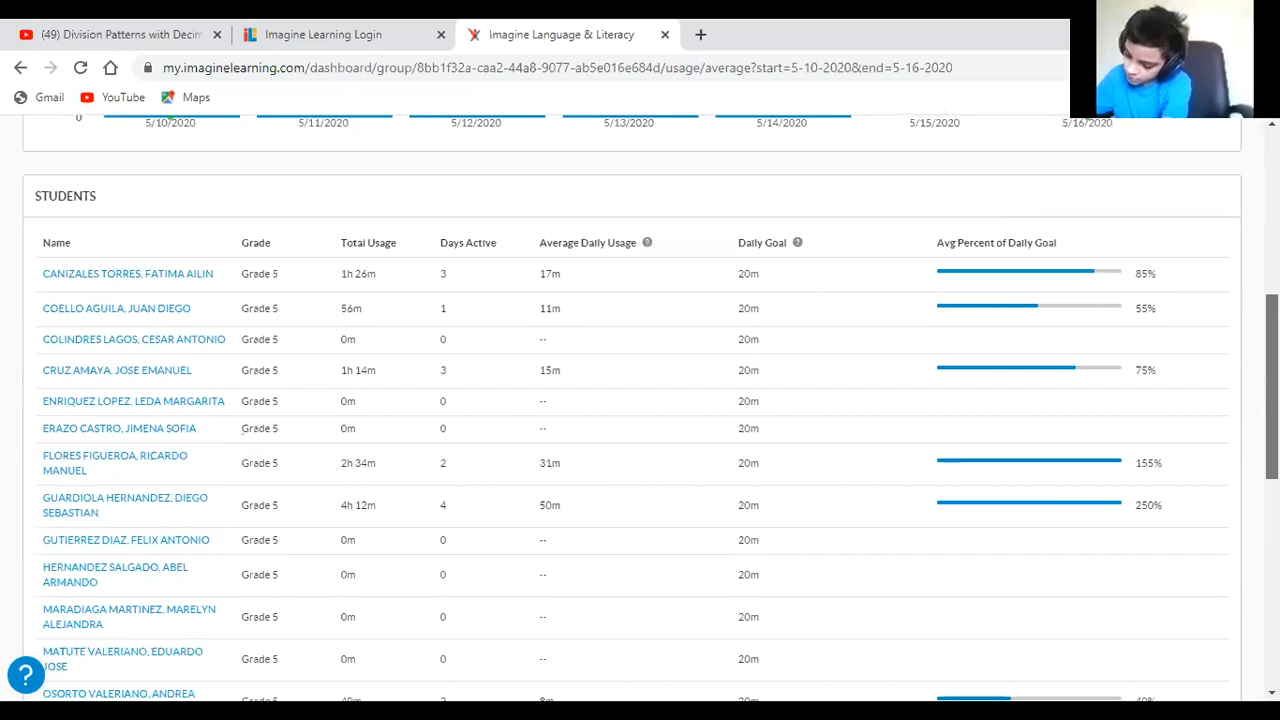 (49) Division Patterns with Decim
Imagine Learning Login
Imagine Language & Literacy
my.imaginelearning.com/dashboard/group/8bb1f32a-caa2-44a8-9077-ab5e016e684d/usage/average?start=5-10-2020&end=5-16-2020
Gmail YouTube Maps
0
5/10/2020 5/11/2020 5/12/2020 5/13/2020 5/14/2020 5/15/2020 5/16/2020
STUDENTS
Name Grade Total Usage Days Active Average Daily Usage ? Daily Goal ? Avg Percent of Daily Goal
CANIZALES TORRES, FATIMA AILIN Grade 5 1h 26m 3 17m 20m 85%
COELLO AGUILA, JUAN DIEGO Grade 5 56m 1 11m 20m 55%
COLINDRES LAGOS, CESAR ANTONIO Grade 5 0m 0 -- 20m
CRUZ AMAYA, JOSE EMANUEL Grade 5 1h 14m 3 15m 20m 75%
ENRIQUEZ LOPEZ, LEDA MARGARITA Grade 5 0m 0 -- 20m
ERAZO CASTRO, JIMENA SOFIA Grade 5 0m 0 -- 20m
FLORES FIGUEROA, RICARDO
MANUEL Grade 5 2h 34m 2 31m 20m 155%
GUARDIOLA HERNANDEZ, DIEGO
SEBASTIAN Grade 5 4h 12m 4 50m 20m 250%
GUTIERREZ DIAZ, FELIX ANTONIO Grade 5 0m 0 -- 20m
HERNANDEZ SALGADO, ABEL
ARMANDO Grade 5 0m 0 -- 20m
MARADIAGA MARTINEZ, MARELYN
ALEJANDRA Grade 5 0m 0 -- 20m
MATUTE VALERIANO, EDUARDO
JOSE Grade 5 0m 0 -- 20m
OSORTO VALERIANO, ANDREA
?